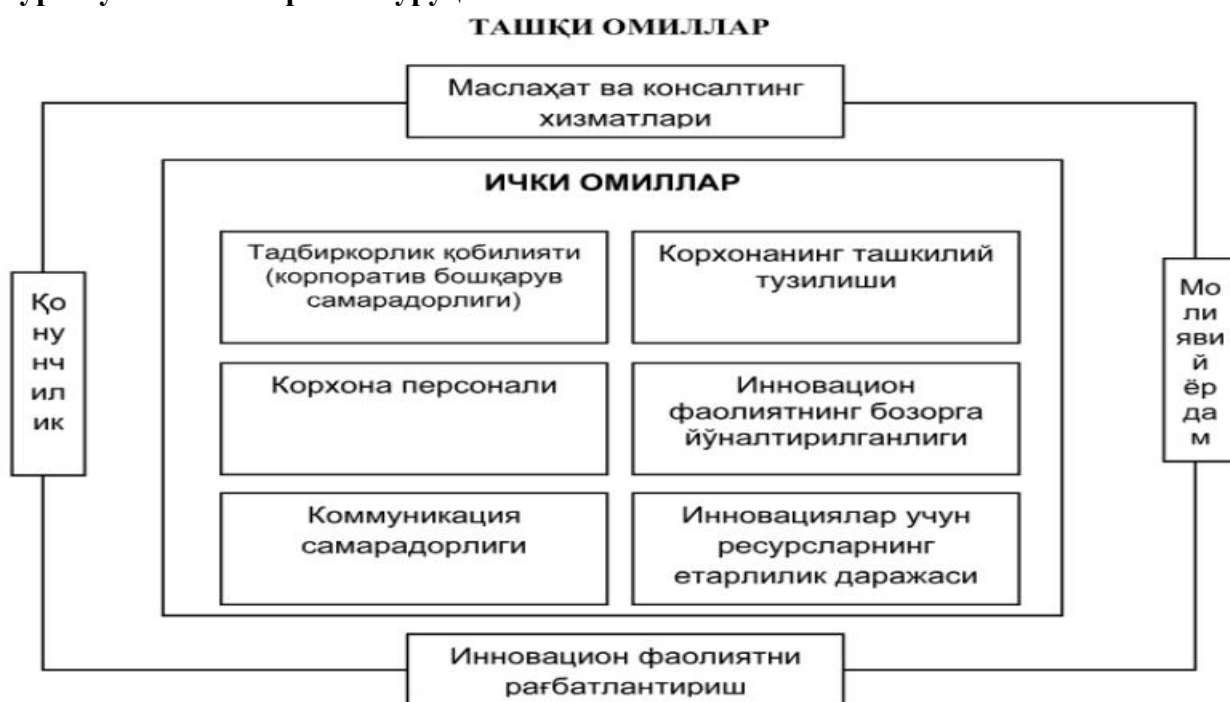 ТАШҚИ ОМИЛЛАР
Маслаҳат ва консалтинг
хизматлари
ИЧКИ ОМИЛЛАР
Тадбиркорлик қобилияти
(корпоратив бошқарув
самарадорлиги)
Корхонанинг ташкилий
тузилиши
Қо
ну
нч
ил
ик
Мо
ли
яви
й
ёр
да
м
Корхона персонали
Инновацион
фаолиятнинг бозорга
йўналтирилганлиги
Коммуникация
самарадорлиги
Инновациялар учун
ресурсларнинг
етарлилик даражаси
Инновацион фаолиятни
рағбатлантириш